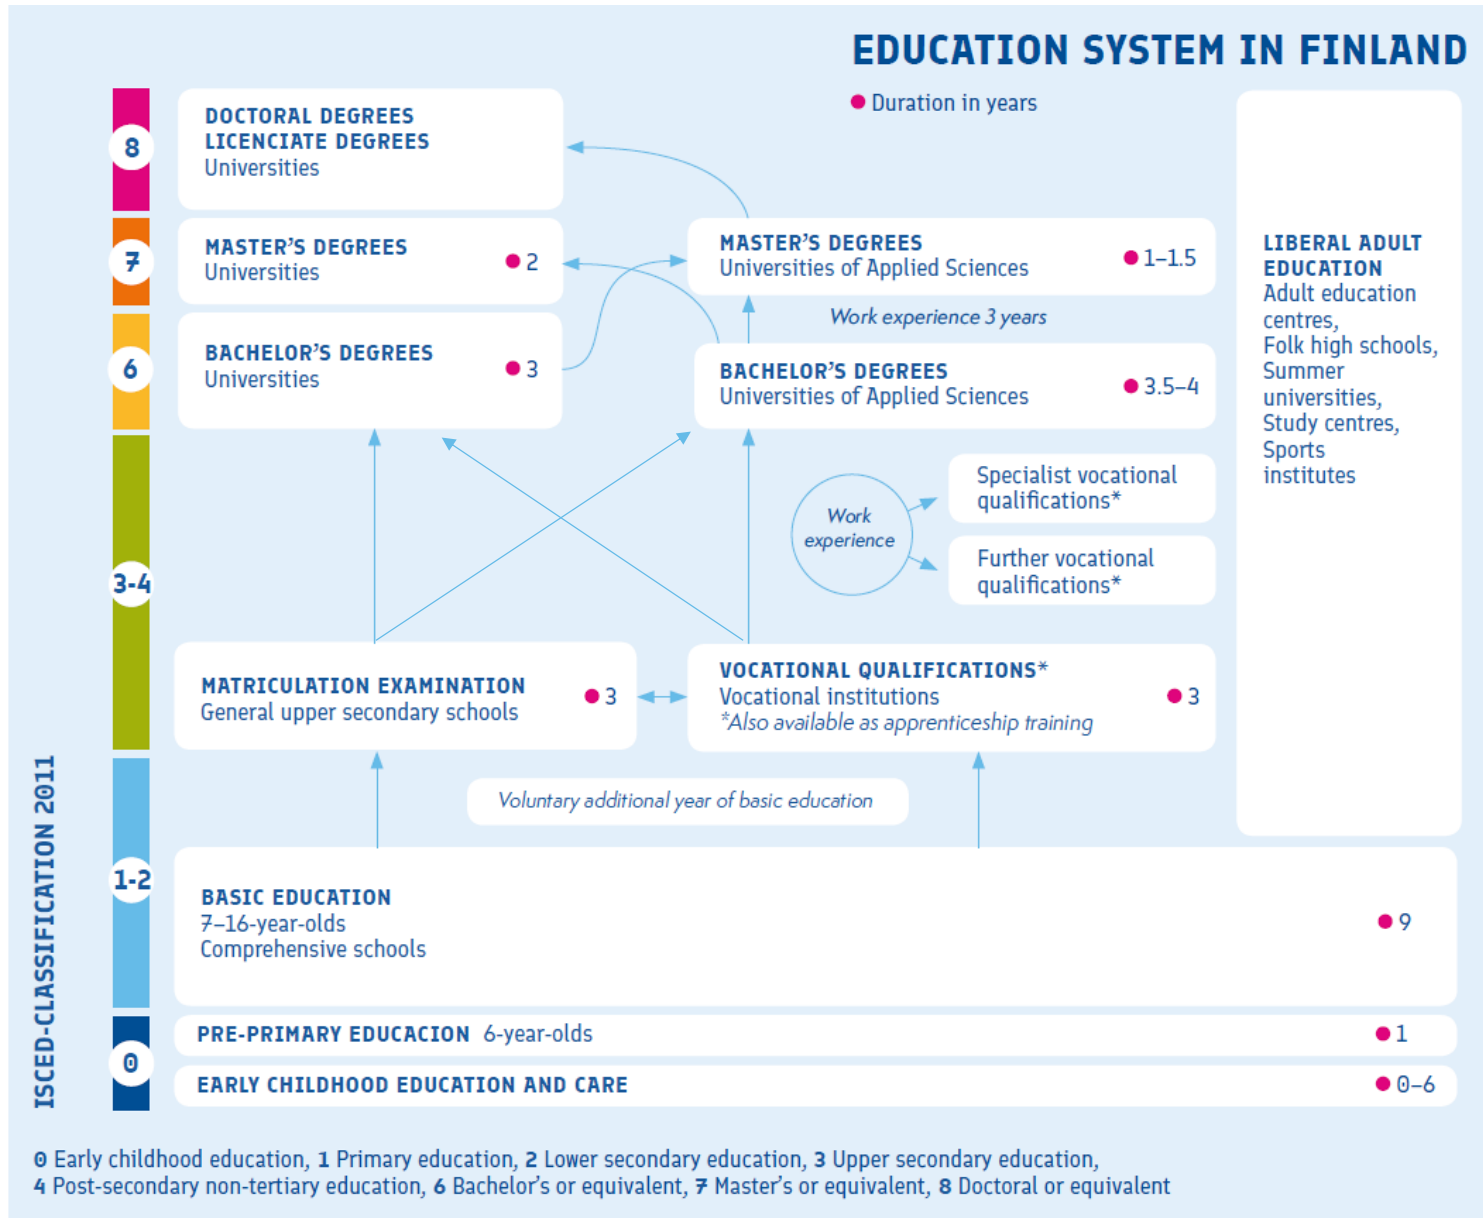 EDUCATION SYSTEM IN FINLAND
Duration in years
8
DOCTORAL DEGREES
LICENCIATE DEGREES
Universities
7
MASTER'S DEGREES
Universities
2
MASTER'S DEGREES
Universities of Applied Sciences
1–1.5
Work experience 3 years
6
BACHELOR'S DEGREES
Universities
3
BACHELOR'S DEGREES
Universities of Applied Sciences
3.5–4
LIBERAL ADULT
EDUCATION
Adult education
centres,
Folk high schools,
Summer
universities,
Study centres,
Sports
institutes
3-4
Work
experience
Specialist vocational
qualifications*
Further vocational
qualifications*
MATRICULATION EXAMINATION
General upper secondary schools
3
VOCATIONAL QUALIFICATIONS*
Vocational institutions
*Also available as apprenticeship training
3
Voluntary additional year of basic education
ISCED-CLASSIFICATION 2011
1-2
BASIC EDUCATION
7–16-year-olds
Comprehensive schools
9
0
PRE-PRIMARY EDUCACION 6-year-olds
1
EARLY CHILDHOOD EDUCATION AND CARE
0–6
0 Early childhood education, 1 Primary education, 2 Lower secondary education, 3 Upper secondary education,
4 Post-secondary non-tertiary education, 6 Bachelor's or equivalent, 7 Master's or equivalent, 8 Doctoral or equivalent